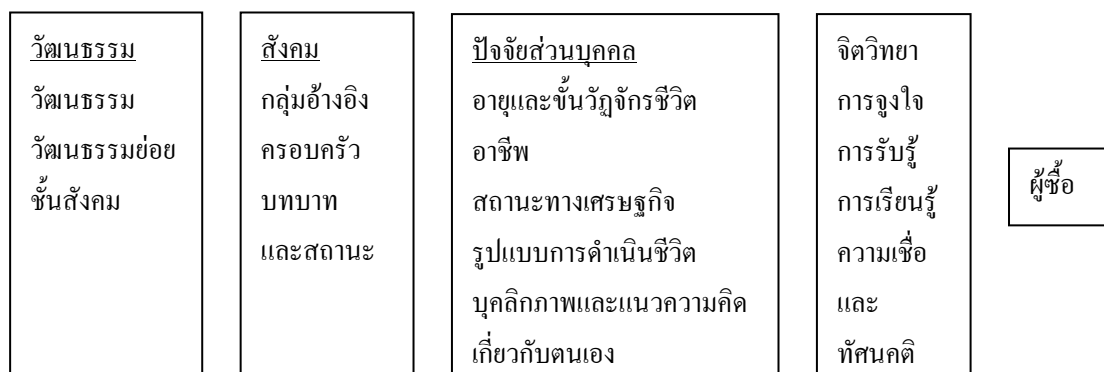 วัฒนธรรม
วัฒนธรรม
วัฒนธรรมย่อย
ชั้นสังคม
สังคม
กลุ่มอ้างอิง
ครอบครัว
บทบาท
และสถานะ
ปัจจัยส่วนบุคคล
อายุและขั้นวัฏจักรชีวิต
อาชีพ
สถานะทางเศรษฐกิจ
รูปแบบการดำเนินชีวิต
บุคลิกภาพและแนวความคิด
เกี่ยวกับตนเอง
จิตวิทยา
การจูงใจ
การรับรู้
การเรียนรู้
ความเชื่อ
และ
ทัศนคติ
ผู้ซื้อ